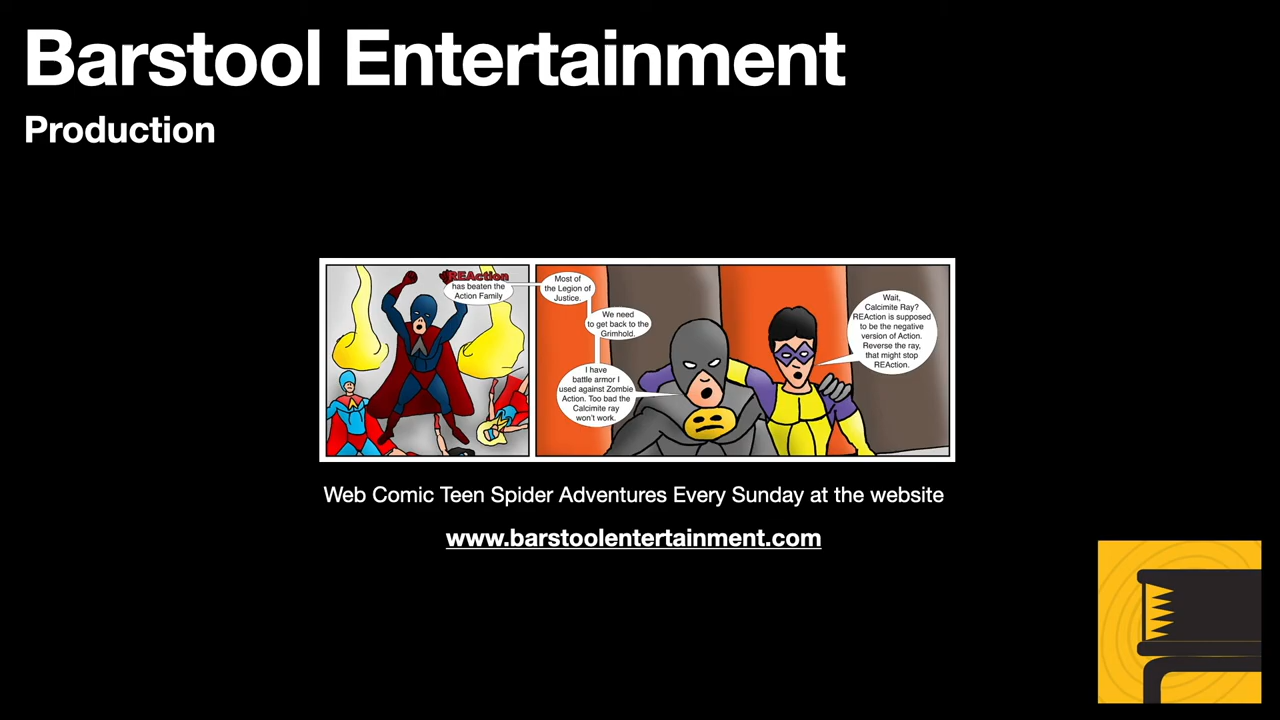 Barstool Entertainment
Production
REAction
has beaten the
Action Family
Most of
the Legion of
Justice.
We need
to get back to the
Grimhold.
I have
battle armor I
used against Zombie
Action. Too bad the
Calcimite ray
won't work.
Wait,
Calcimite Ray?
REAction is supposed
to be the negative
version of Action.
Reverse the ray,
that might stop
REAction.
Web Comic Teen Spider Adventures Every Sunday at the website
www.barstoolentertainment.com